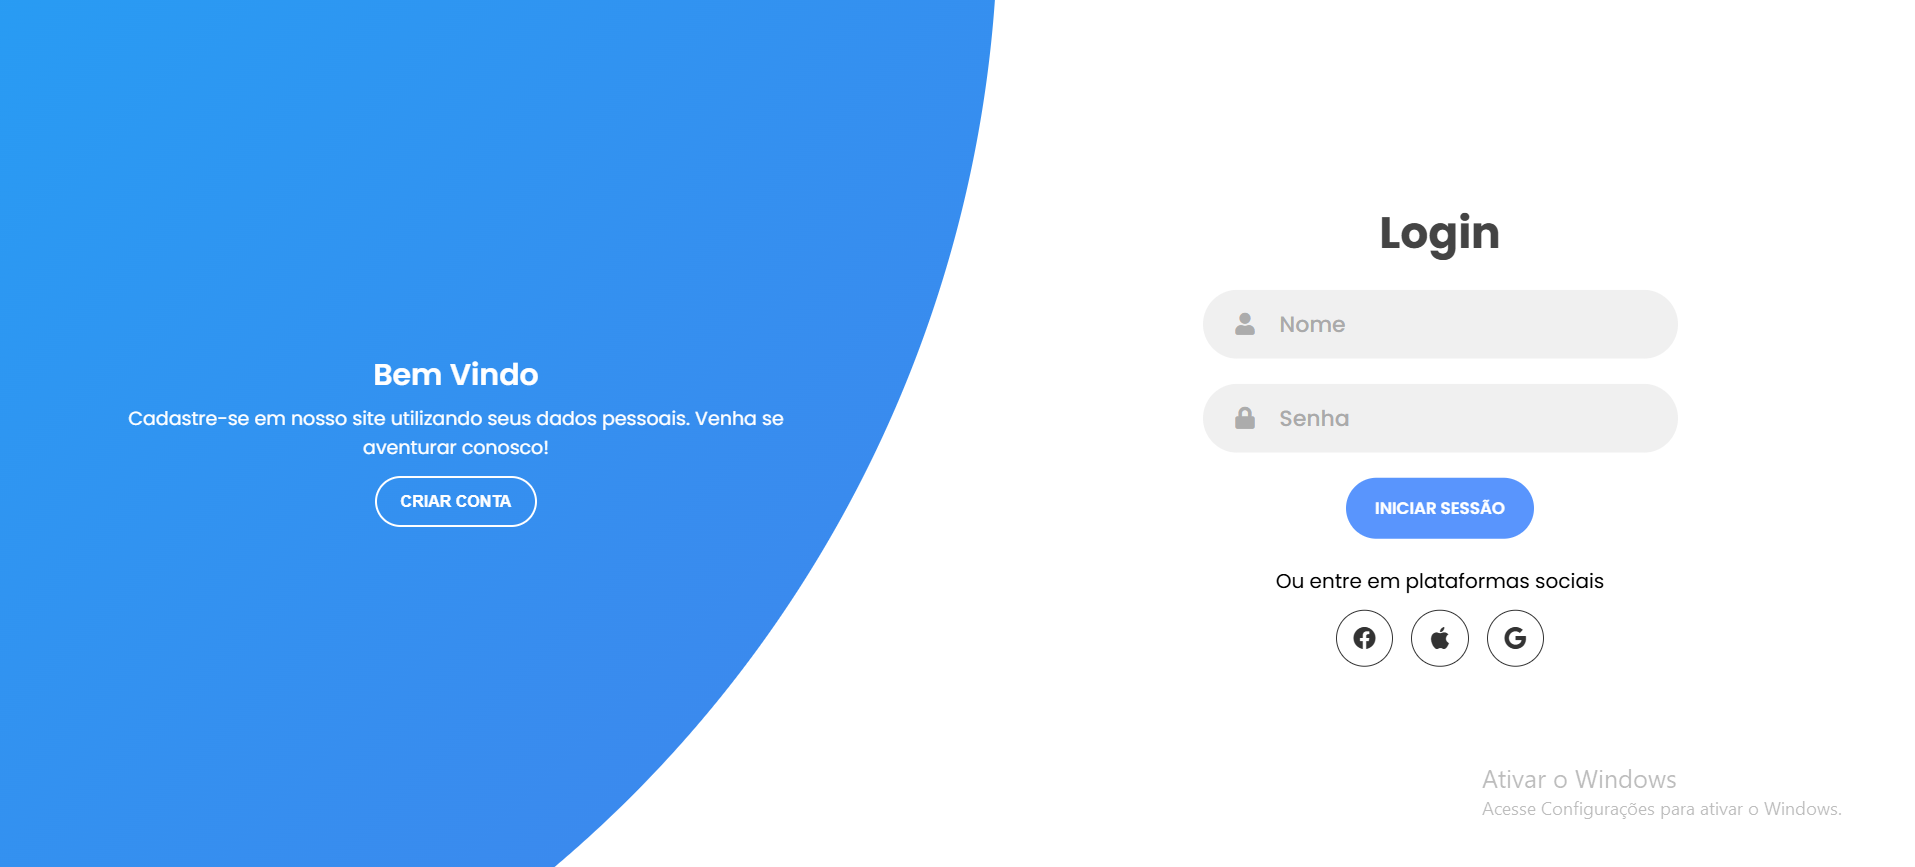 Bem Vindo
Cadastre-se em nosso site utilizando seus dados pessoais. Venha se
aventurar conosco!
CRIAR CONTA
Login
Nome
Senha
INICIAR SESSÃO
Ou entre em plataformas sociais
Ativar o Windows
Acesse Configurações para ativar o Windows.